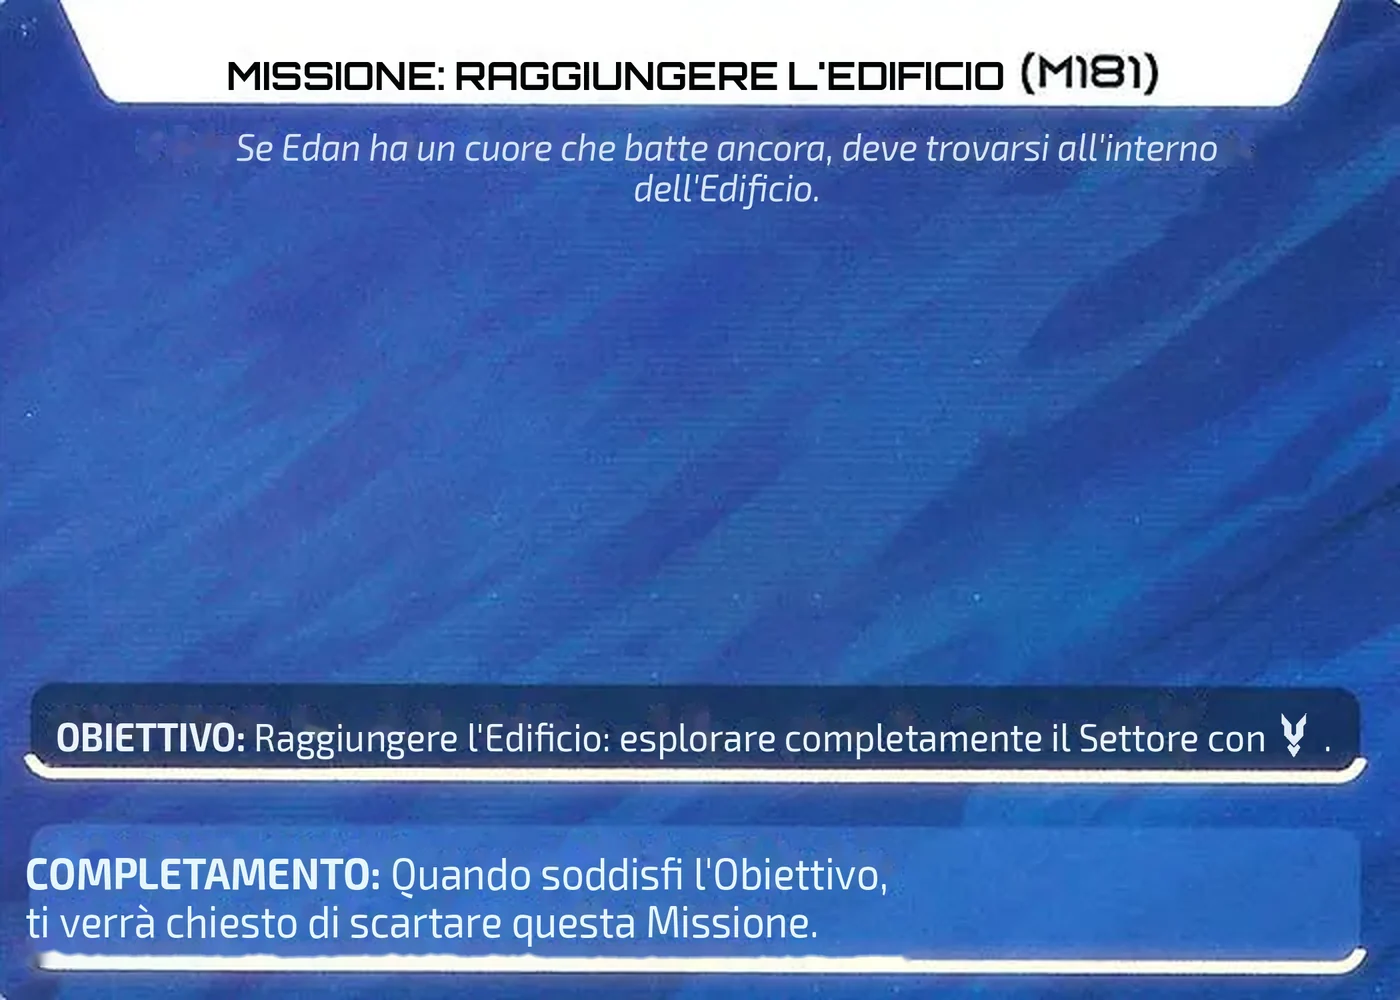 MISSIONE: RAGGIUNGERE L'EDIFICIO (M181)
Se Edan ha un cuore che batte ancora, deve trovarsi all'interno
dell'Edificio.
OBIETTIVO: Raggiungere l'Edificio: esplorare completamente il Settore con .
COMPLETAMENTO: Quando soddisfi l'Obiettivo,
ti verrà chiesto di scartare questa Missione.